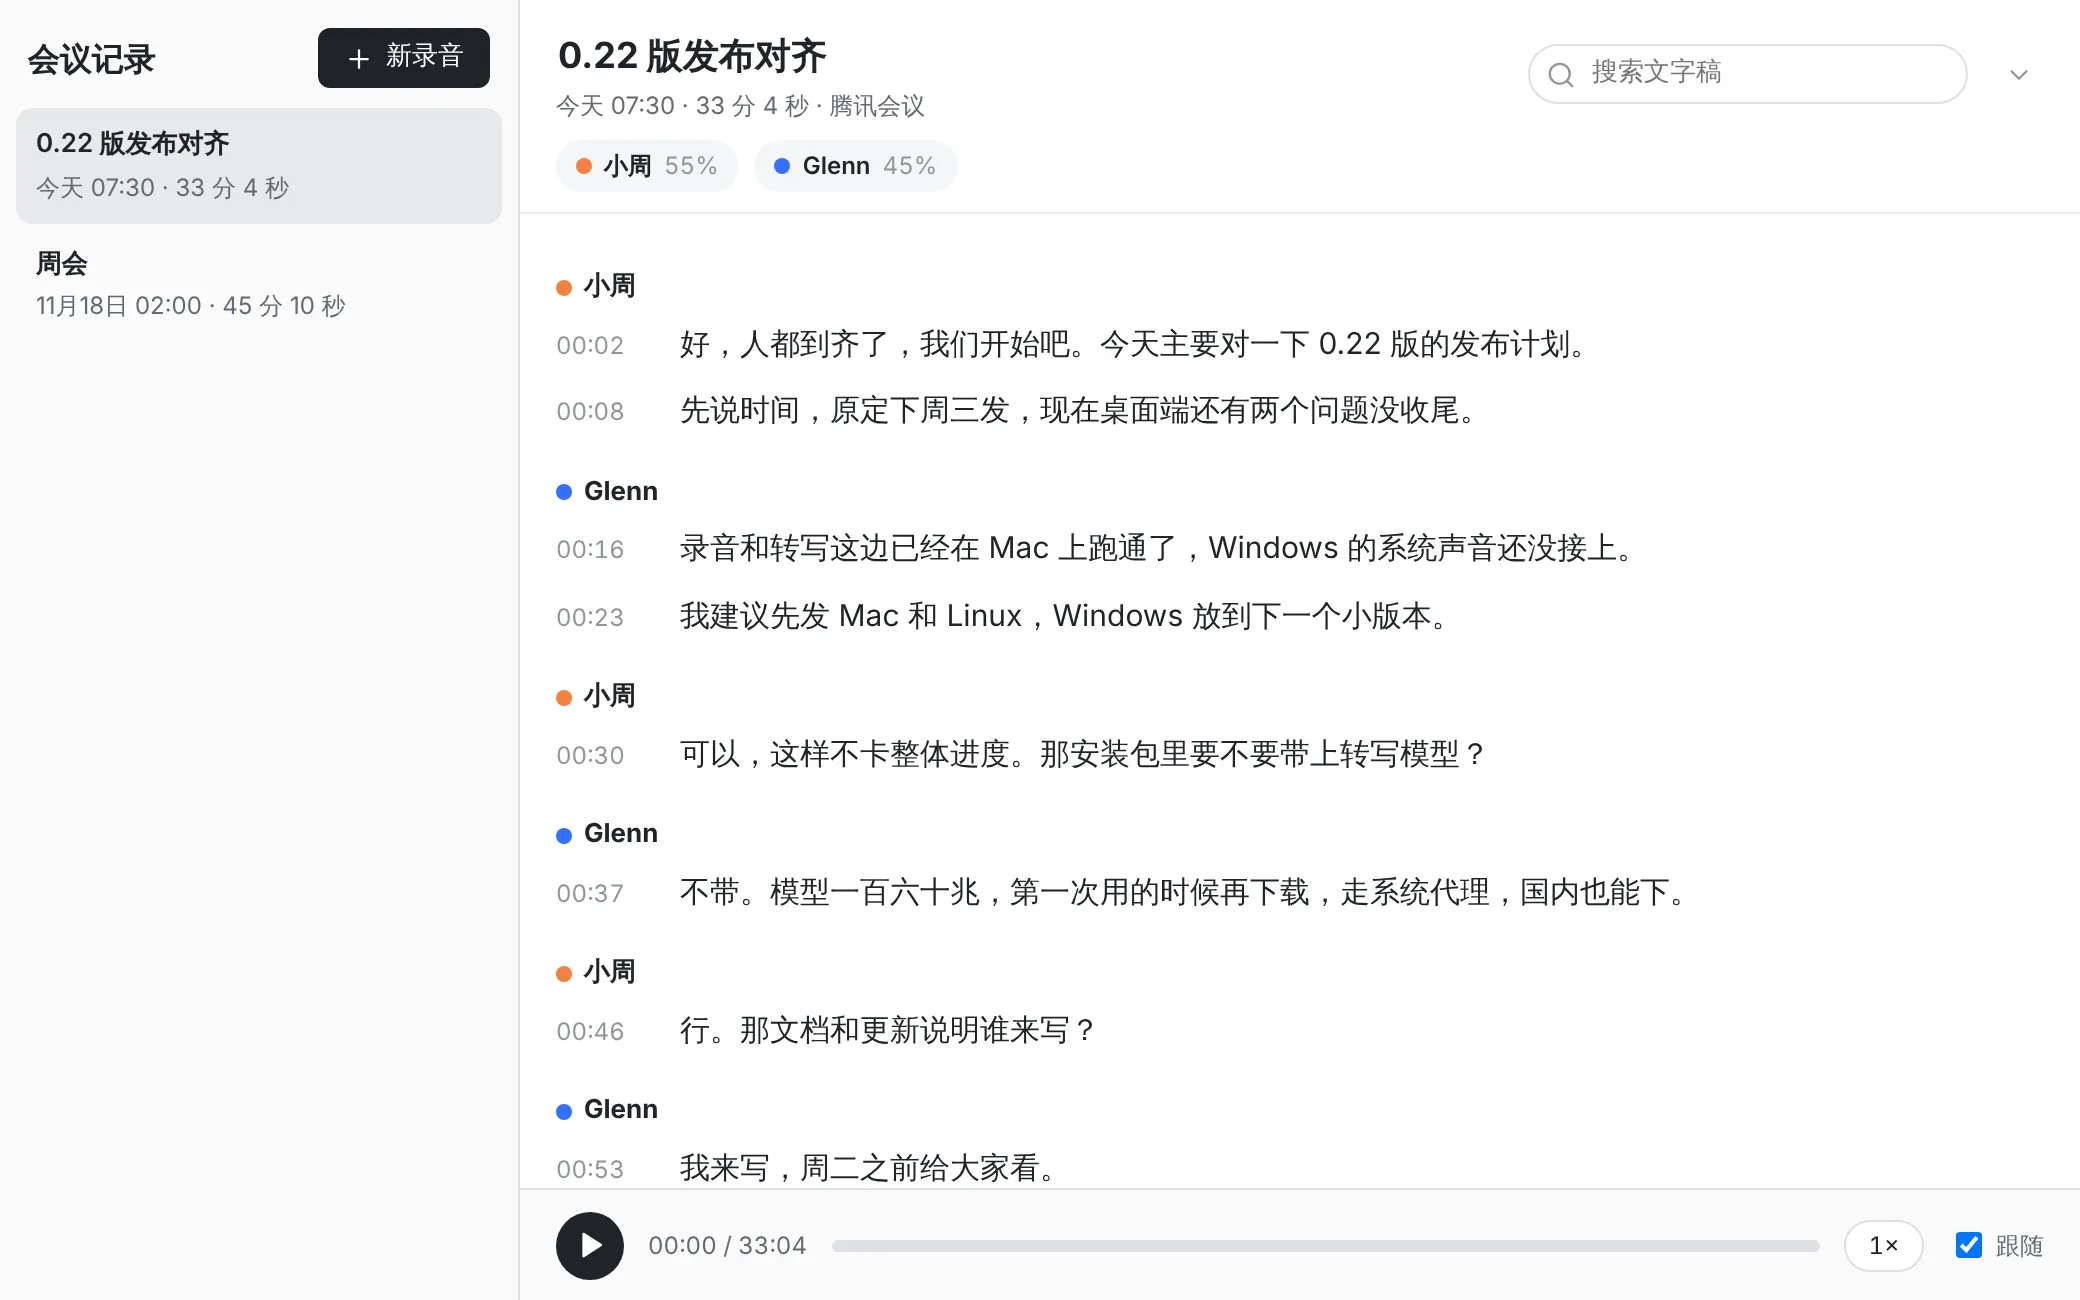 会议记录
新录音
0.22 版发布对齐
今天 07:30 · 33 分 4 秒
周会
11月18日 02:00 · 45 分 10 秒
0.22 版发布对齐
今天 07:30 · 33 分 4 秒 · 腾讯会议
小周 55% Glenn 45%
搜索文字稿
小周
00:02 好，人都到齐了，我们开始吧。今天主要对一下 0.22 版的发布计划。
00:08 先说时间，原定下周三发，现在桌面端还有两个问题没收尾。
Glenn
00:16 录音和转写这边已经在 Mac 上跑通了，Windows 的系统声音还没接上。
00:23 我建议先发 Mac 和 Linux，Windows 放到下一个小版本。
小周
00:30 可以，这样不卡整体进度。那安装包里要不要带上转写模型？
Glenn
00:37 不带。模型一百六十兆，第一次用的时候再下载，走系统代理，国内也能下。
小周
00:46 行。那文档和更新说明谁来写？
Glenn
00:53 我来写，周二之前给大家看。
00:00 / 33:04 1× 跟随